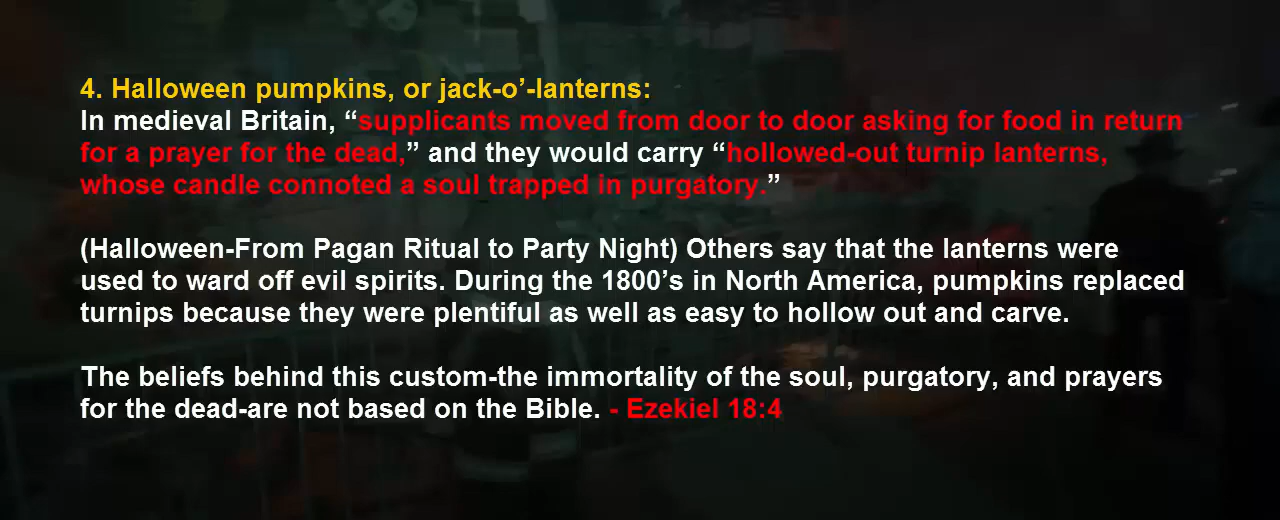 4. Halloween pumpkins, or jack-o’-lanterns:
In medieval Britain, “supplicants moved from door to door asking for food in return
for a prayer for the dead,” and they would carry “hollowed-out turnip lanterns,
whose candle connoted a soul trapped in purgatory.”
(Halloween-From Pagan Ritual to Party Night) Others say that the lanterns were
used to ward off evil spirits. During the 1800’s in North America, pumpkins replaced
turnips because they were plentiful as well as easy to hollow out and carve.
The beliefs behind this custom-the immortality of the soul, purgatory, and prayers
for the dead-are not based on the Bible. - Ezekiel 18:4